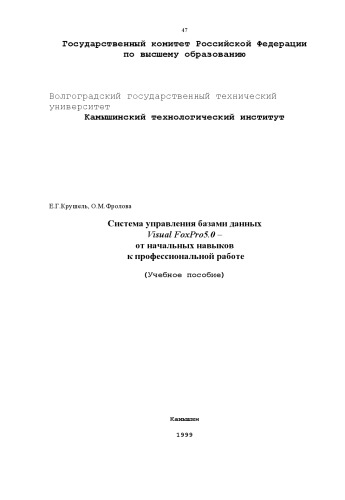 47
Государственный комитет Российской Федерации
по высшему образованию
Волгоградский государственный технический
университет
Камышинский технологический институт
Е.Г.Крушель, О.М.Фролова
Система управления базами данных
Visual FoxPro5.0 –
от начальных навыков
к профессиональной работе
(Учебное пособие)
Камышин
1999